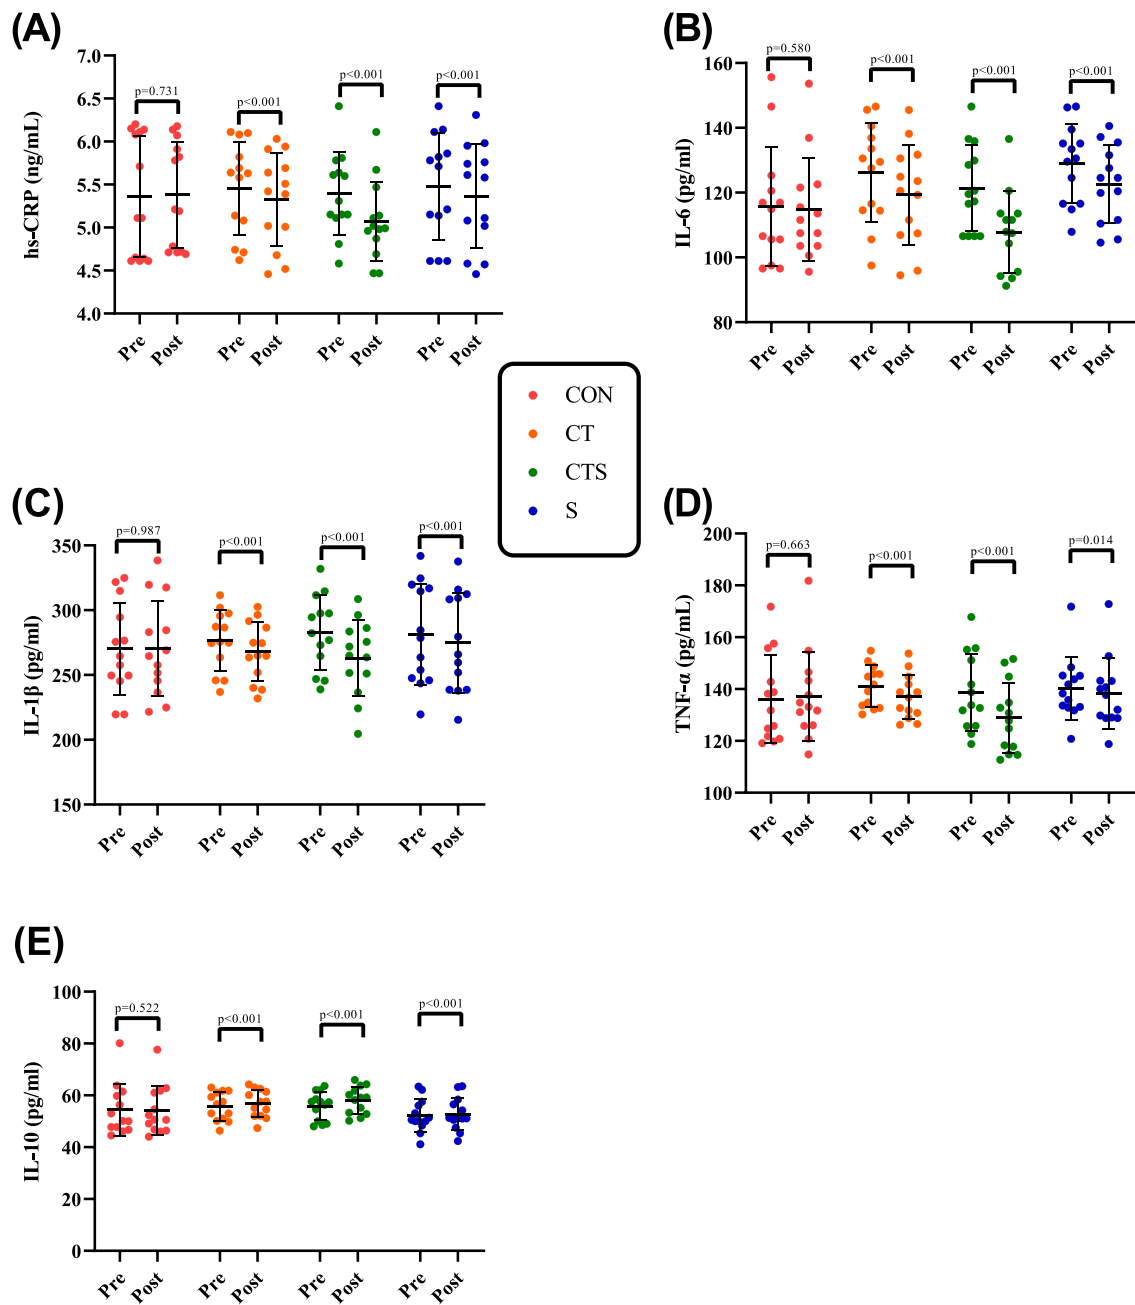 (A)
hs-CRP (ng/mL)
7.0
6.5
6.0
5.5
5.0
4.5
4.0
p=0.731
p<0.001
p<0.001
p<0.001
Pre
Post
Pre
Post
Pre
Post
Pre
Post
(B)
IL-6 (pg/ml)
160
140
120
100
80
p=0.580
p<0.001
p<0.001
p<0.001
Pre
Post
Pre
Post
Pre
Post
Pre
Post
CON
CT
CTS
S
(C)
IL-1β (pg/ml)
350
300
250
200
150
p=0.987
p<0.001
p<0.001
p<0.001
Pre
Post
Pre
Post
Pre
Post
Pre
Post
(D)
TNF-α (pg/mL)
200
180
160
140
120
100
p=0.663
p<0.001
p<0.001
p=0.014
Pre
Post
Pre
Post
Pre
Post
Pre
Post
(E)
IL-10 (pg/ml)
100
80
60
40
20
0
p=0.522
p<0.001
p<0.001
p<0.001
Pre
Post
Pre
Post
Pre
Post
Pre
Post